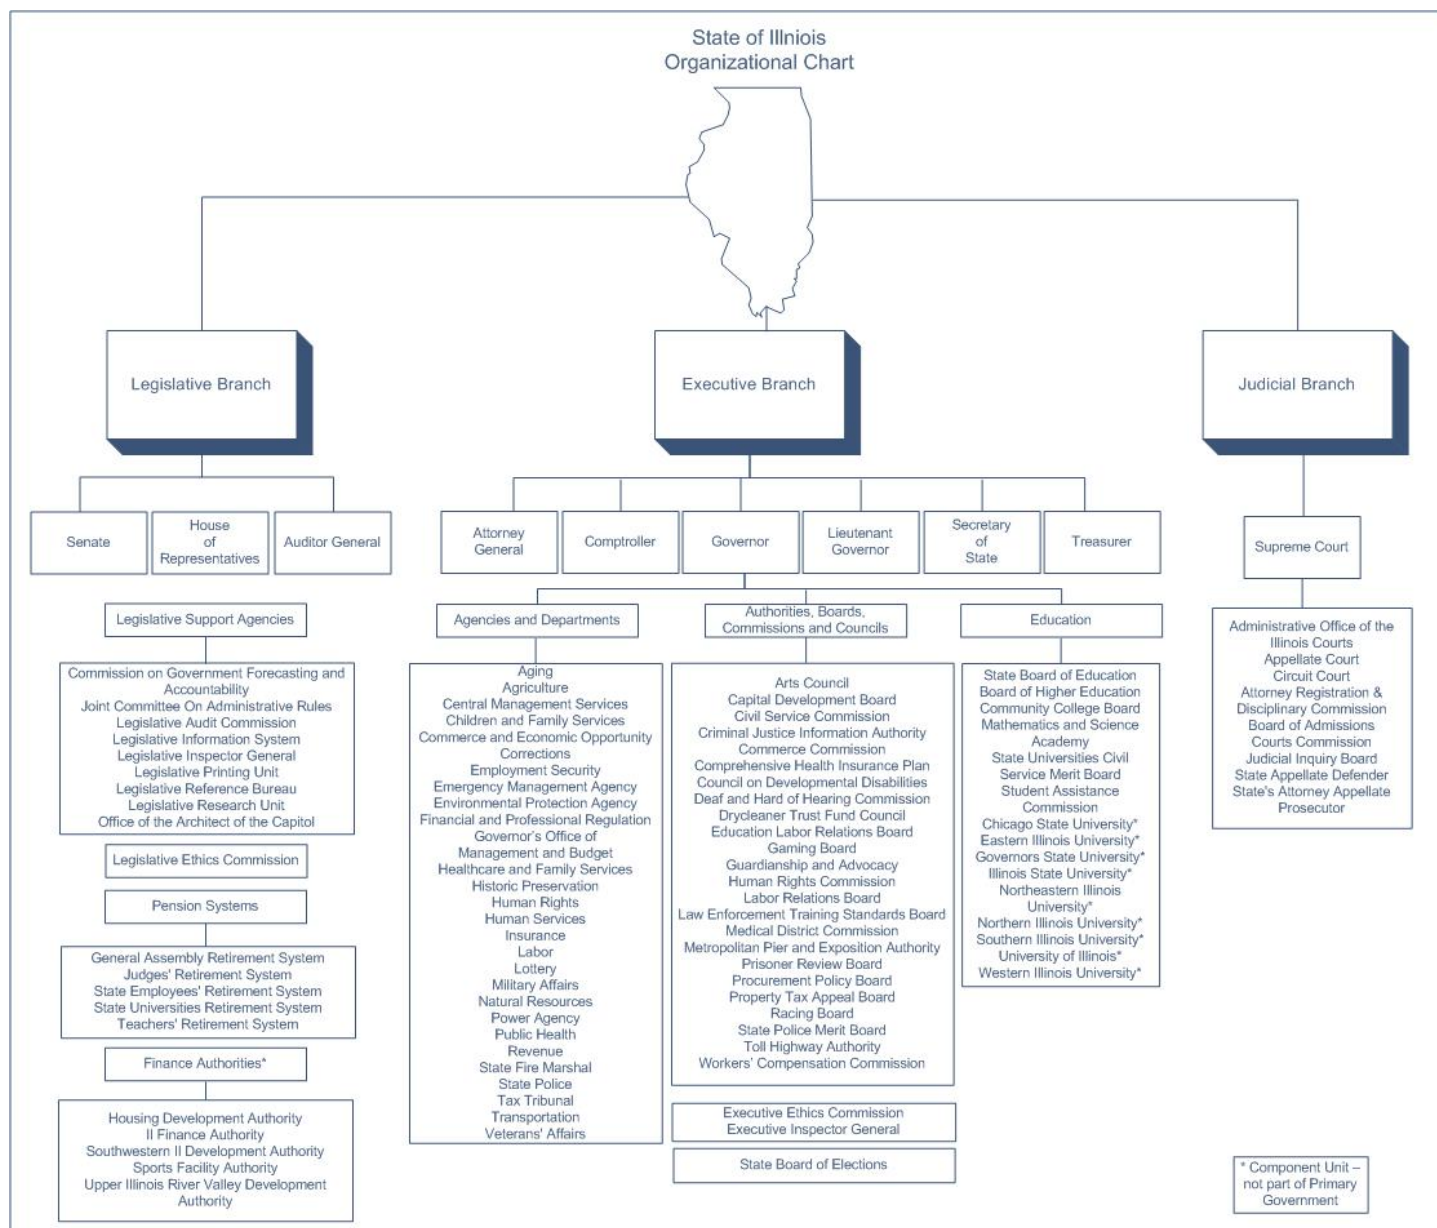 State of Illniois
Organizational Chart
Legislative Branch
Executive Branch
Judicial Branch
Senate
House
of
Representatives
Auditor General
Attorney
General
Comptroller
Governor
Lieutenant
Governor
Secretary
of
State
Treasurer
Supreme Court
Legislative Support Agencies
Commission on Government Forecasting and
Accountability
Joint Committee On Administrative Rules
Legislative Audit Commission
Legislative Information System
Legislative Inspector General
Legislative Printing Unit
Legislative Reference Bureau
Legislative Research Unit
Office of the Architect of the Capitol
Legislative Ethics Commission
Pension Systems
General Assembly Retirement System
Judges' Retirement System
State Employees' Retirement System
State Universities Retirement System
Teachers' Retirement System
Finance Authorities*
Housing Development Authority
Il Finance Authority
Southwestern Il Development Authority
Sports Facility Authority
Upper Illinois River Valley Development
Authority
Agencies and Departments
Aging
Agriculture
Central Management Services
Children and Family Services
Commerce and Economic Opportunity
Corrections
Employment Security
Emergency Management Agency
Environmental Protection Agency
Financial and Professional Regulation
Governor's Office of
Management and Budget
Healthcare and Family Services
Historic Preservation
Human Rights
Human Services
Insurance
Labor
Lottery
Military Affairs
Natural Resources
Power Agency
Public Health
Revenue
State Fire Marshal
State Police
Tax Tribunal
Transportation
Veterans' Affairs
Authorities, Boards,
Commissions and Councils
Arts Council
Capital Development Board
Civil Service Commission
Criminal Justice Information Authority
Commerce Commission
Comprehensive Health Insurance Plan
Council on Developmental Disabilities
Deaf and Hard of Hearing Commission
Drycleaner Trust Fund Council
Education Labor Relations Board
Gaming Board
Guardianship and Advocacy
Human Rights Commission
Labor Relations Board
Law Enforcement Training Standards Board
Medical District Commission
Metropolitan Pier and Exposition Authority
Prisoner Review Board
Procurement Policy Board
Property Tax Appeal Board
Racing Board
State Police Merit Board
Toll Highway Authority
Workers' Compensation Commission
Executive Ethics Commission
Executive Inspector General
State Board of Elections
Education
State Board of Education
Board of Higher Education
Community College Board
Mathematics and Science
Academy
State Universities Civil
Service Merit Board
Student Assistance
Commission
Chicago State University*
Eastern Illinois University*
Governors State University*
Illinois State University*
Northeastern Illinois
University*
Northern Illinois University*
Southern Illinois University*
University of Illinois*
Western Illinois University*
Administrative Office of the
Illinois Courts
Appellate Court
Circuit Court
Attorney Registration &
Disciplinary Commission
Board of Admissions
Courts Commission
Judicial Inquiry Board
State Appellate Defender
State's Attorney Appellate
Prosecutor
* Component Unit –
not part of Primary
Government